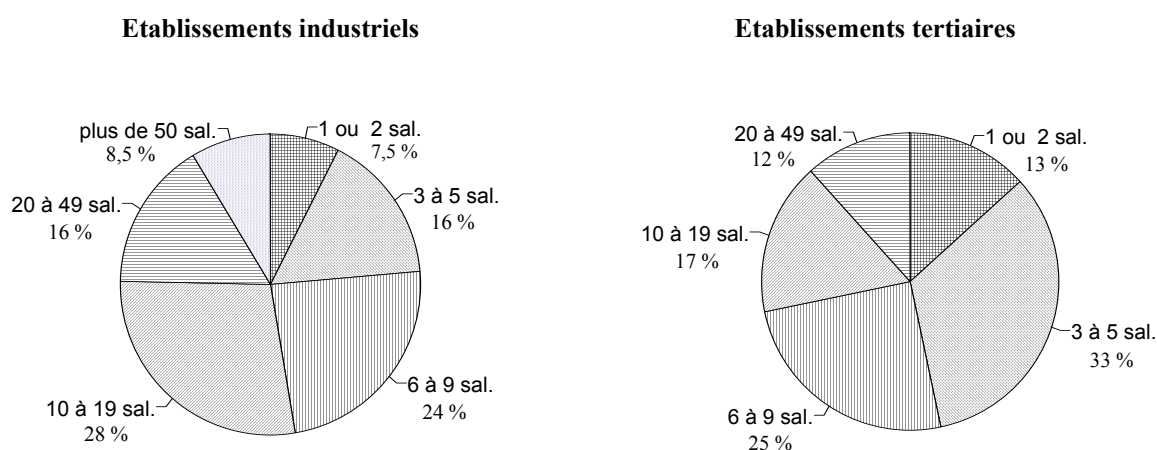 Etablissements industriels
plus de 50 sal.
8,5 %
1 ou 2 sal.
7,5 %
3 à 5 sal.
16 %
20 à 49 sal.
16 %
6 à 9 sal.
24 %
10 à 19 sal.
28 %
Etablissements tertiaires
20 à 49 sal.
12 %
1 ou 2 sal.
13 %
10 à 19 sal.
17 %
3 à 5 sal.
33 %
6 à 9 sal.
25 %